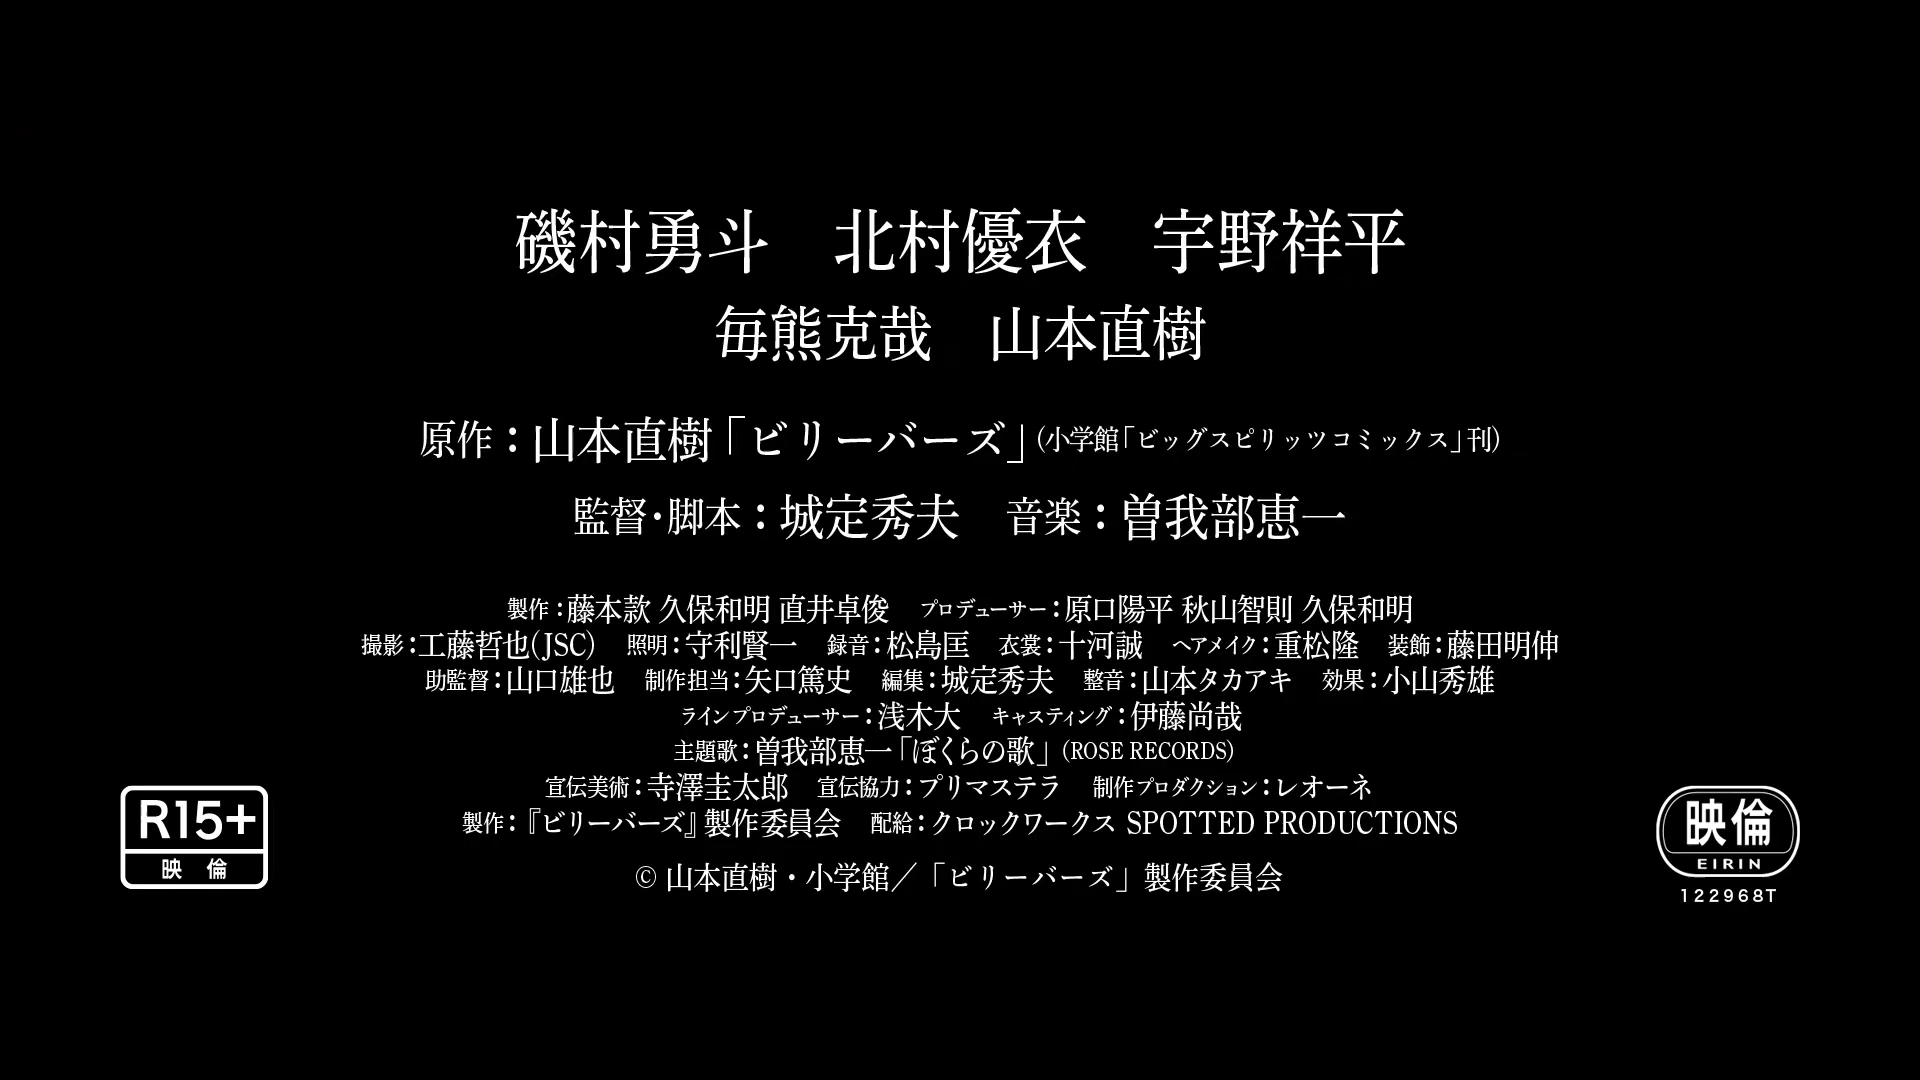 磯村勇斗　北村優衣　宇野祥平
毎熊克哉　山本直樹
原作：山本直樹「ビリーバーズ」（小学館「ビッグスピリッツコミックス」刊）
監督・脚本：城定秀夫　音楽：曽我部恵一
製作：藤本款 久保和明 直井卓俊　プロデューサー：原口陽平 秋山智則 久保和明
撮影：工藤哲也（JSC）　照明：守利賢一　録音：松島匡　衣裳：十河誠　ヘアメイク：重松隆　装飾：藤田明伸
助監督：山口雄也　制作担当：矢口篤史　編集：城定秀夫　整音：山本タカアキ　効果：小山秀雄
ラインプロデューサー：浅木大　キャスティング：伊藤尚哉
主題歌：曽我部恵一「ぼくらの歌」（ROSE RECORDS）
宣伝美術：寺澤圭太郎　宣伝協力：プリマステラ　制作プロダクション：レオーネ
製作：『ビリーバーズ』製作委員会　配給：クロックワークス SPOTTED PRODUCTIONS
© 山本直樹・小学館／「ビリーバーズ」製作委員会
R15+
映倫
映倫
EIRIN
122968T